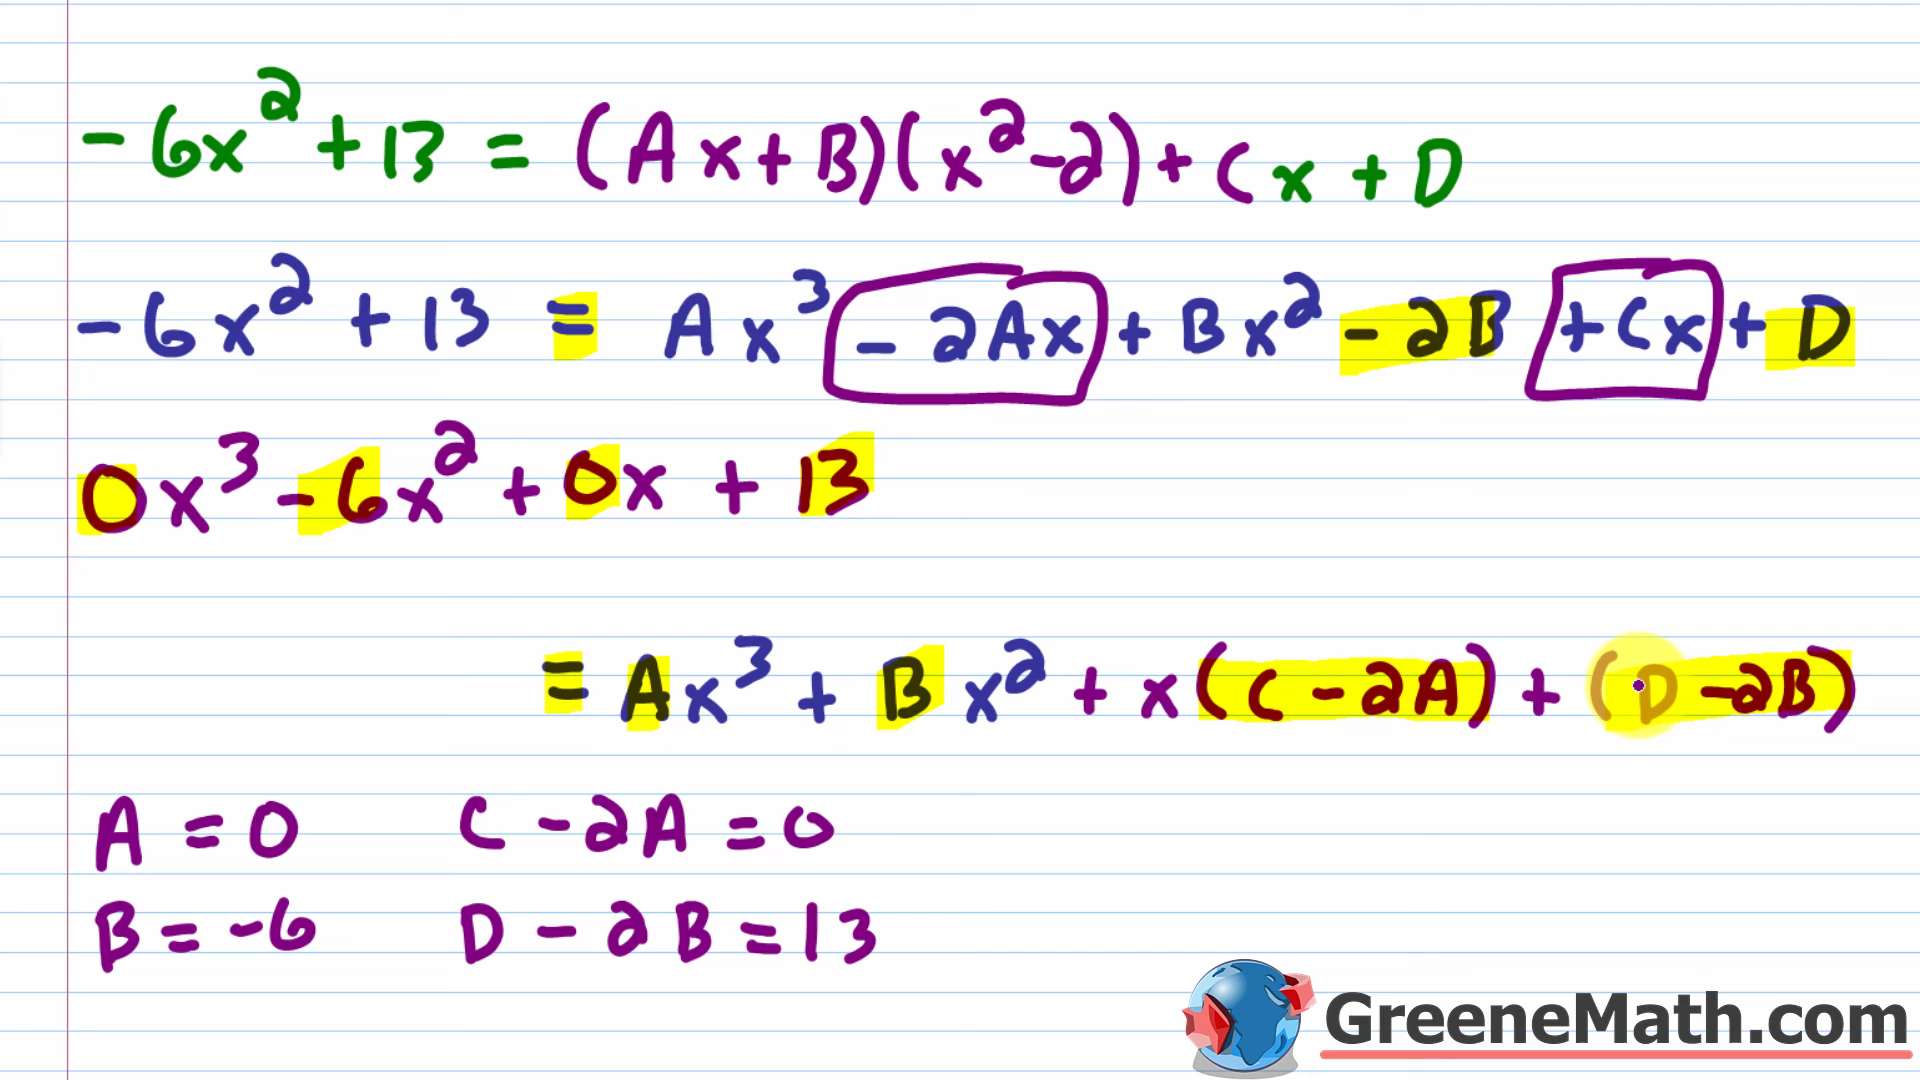 -6x² + 13 = (Ax + B)(x² - 2) + Cx + D
-6x² + 13 = Ax³ - 2Ax + Bx² - 2B + Cx + D
0x³ - 6x² + 0x + 13
= Ax³ + Bx² + x(C - 2A) + (D - 2B)
A = 0 C - 2A = 0
B = -6 D - 2B = 13
GreeneMath.com